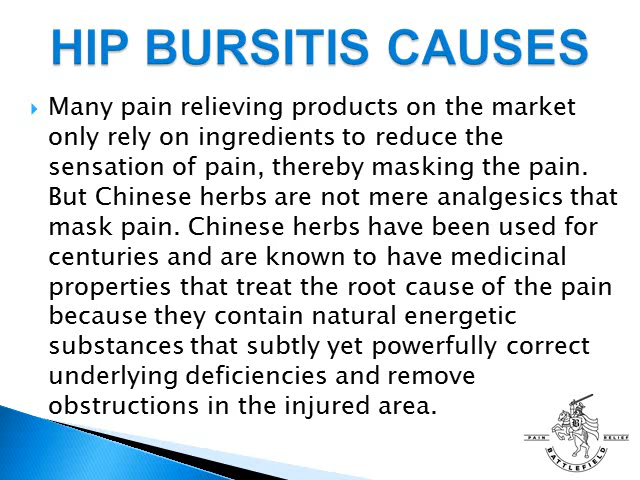 HIP BURSITIS CAUSES
Many pain relieving products on the market
only rely on ingredients to reduce the
sensation of pain, thereby masking the pain.
But Chinese herbs are not mere analgesics that
mask pain. Chinese herbs have been used for
centuries and are known to have medicinal
properties that treat the root cause of the pain
because they contain natural energetic
substances that subtly yet powerfully correct
underlying deficiencies and remove
obstructions in the injured area.
PAIN RELIEF
BATTLEFIELD